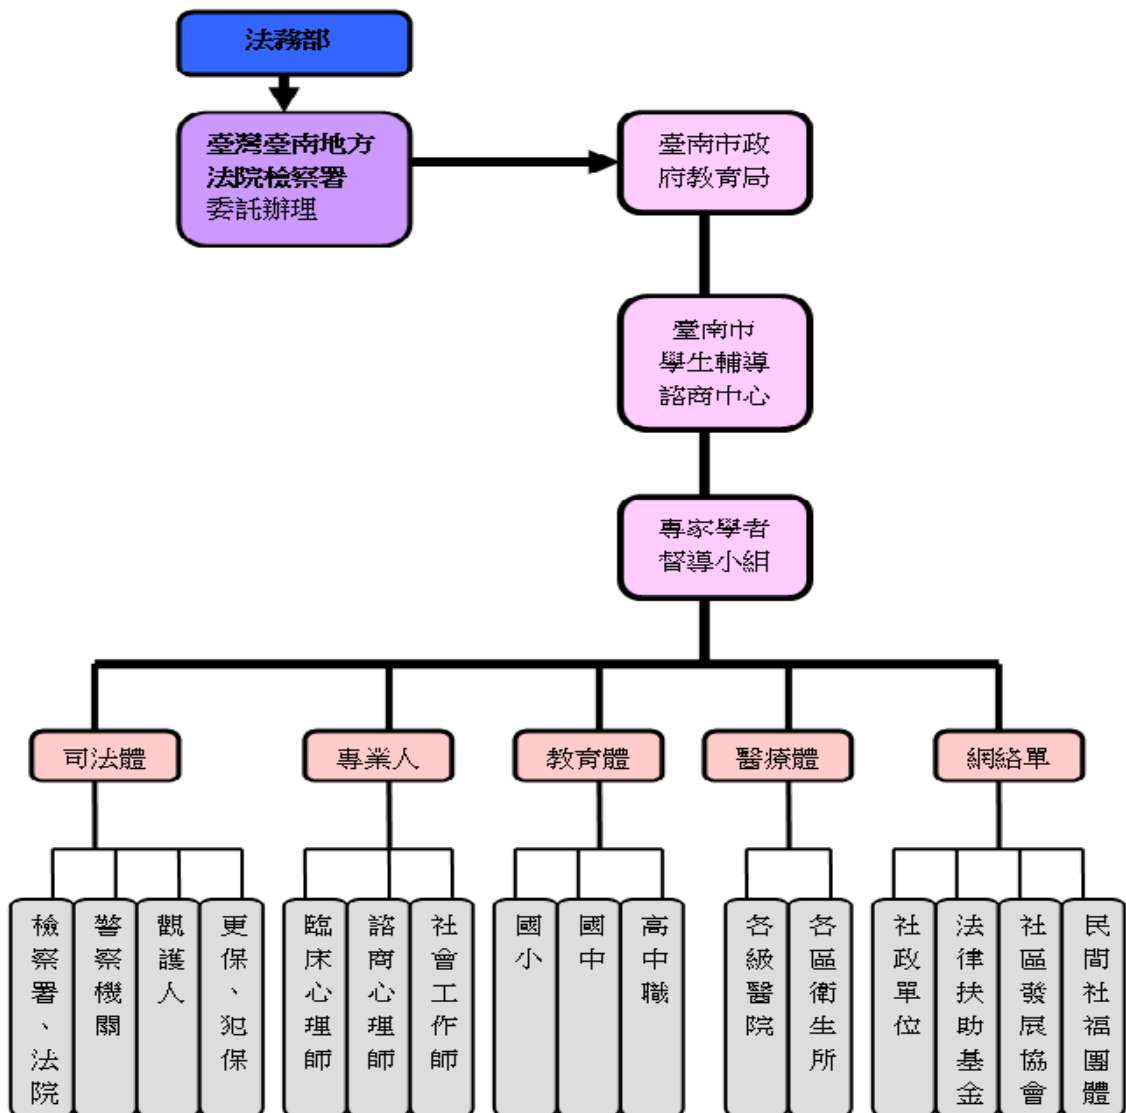 法務部
臺灣臺南地方
法院檢察署
委託辦理
臺南市政
府教育局
臺南市
學生輔導
諮商中心
專家學者
督導小組
司法體
專業人
教育體
醫療體
網絡單
檢察署、法院
警察機關
觀護人
更保、犯保
臨床心理師
諮商心理師
社會工作師
國小
國中
高中職
各級醫院
各區衛生所
社政單位
法律扶助基金
社區發展協會
民間社福團體